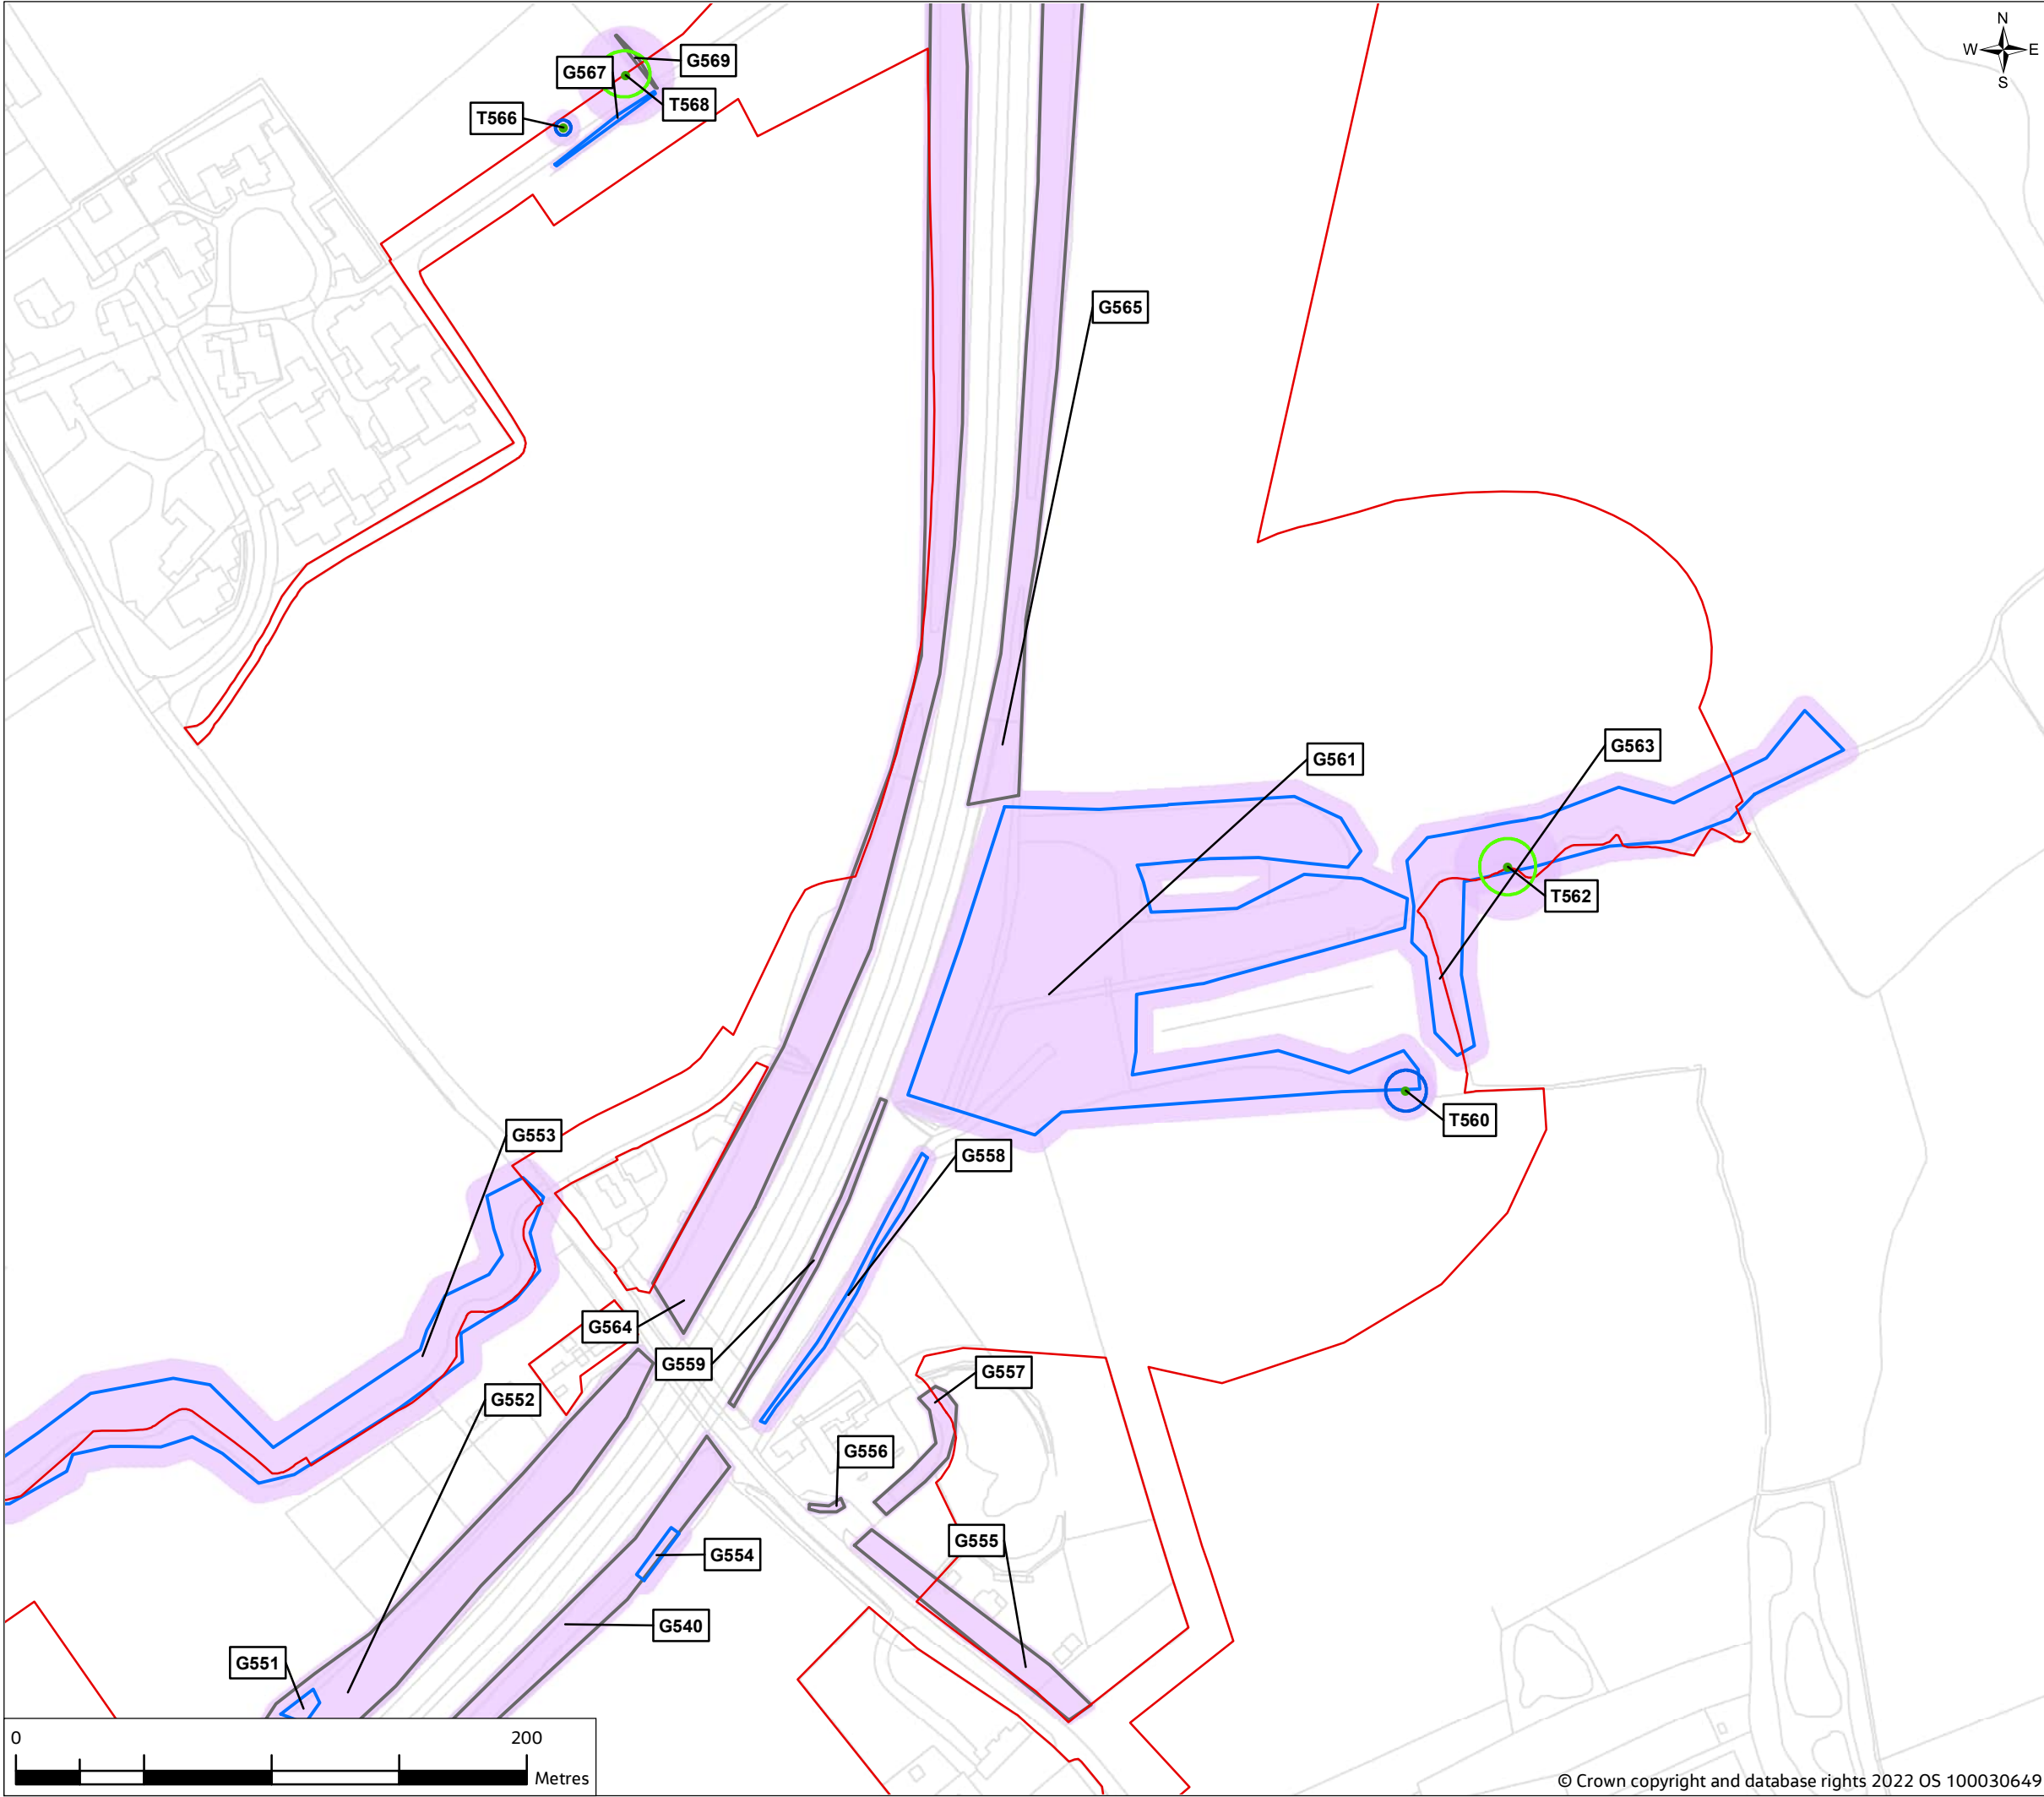 N
W E
S
G569
G567
T568
T566
G565
G561
G563
T562
T560
G553
G558
G564
G559
G557
G552
G556
G555
G554
G540
G551
0 200
Metres
© Crown copyright and database rights 2022 OS 100030649